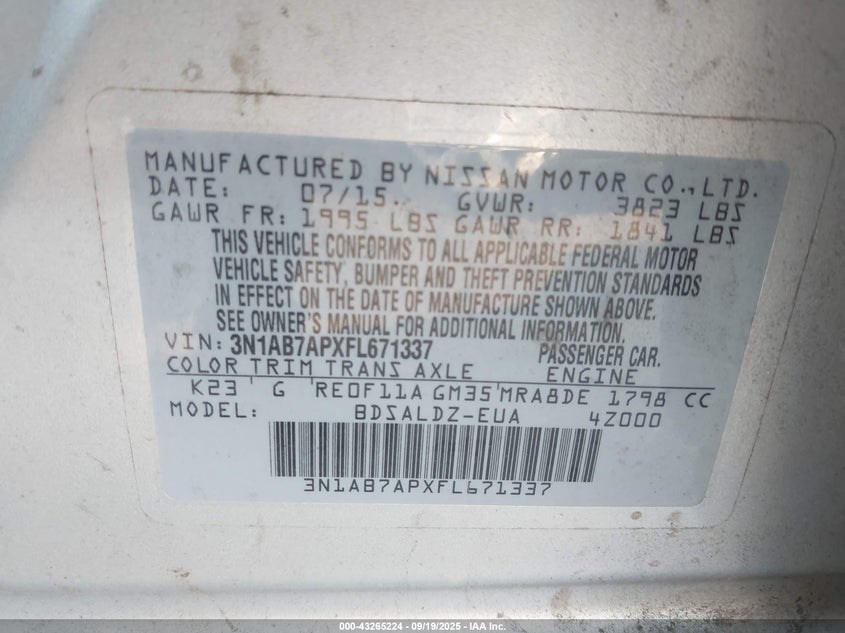 MANUFACTURED BY NISSAN MOTOR CO.,LTD.
DATE: 07/15 GVWR: 3823 LBS
GAWR FR: 1995 LBS GAWR RR: 1841 LBS
THIS VEHICLE CONFORMS TO ALL APPLICABLE FEDERAL MOTOR
VEHICLE SAFETY, BUMPER AND THEFT PREVENTION STANDARDS
IN EFFECT ON THE DATE OF MANUFACTURE SHOWN ABOVE.
SEE OWNER'S MANUAL FOR ADDITIONAL INFORMATION.
VIN: 3N1AB7APXFL671337 PASSENGER CAR.
COLOR TRIM TRANS AXLE ENGINE
K23 G RE0F11A GM35 MRA8DE 1798 CC
MODEL: BDSALDZ-EUA 4Z000
3N1AB7APXFL671337
000-43265224 - 09/19/2025 - IAA Inc.